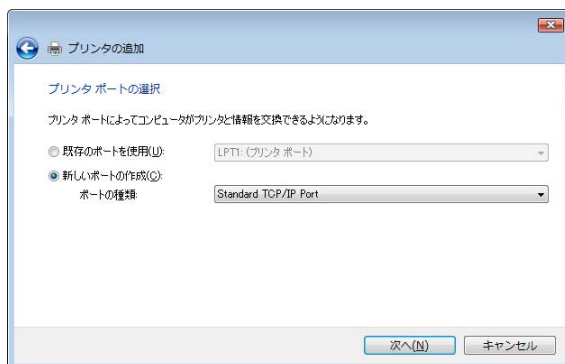 プリンタの追加
プリンタ ポートの選択
プリンタ ポートによってコンピュータがプリンタと情報を交換できるようになります。
既存のポートを使用(U): LPT1: (プリンタ ポート)
新しいポートの作成(C):
ポートの種類: Standard TCP/IP Port
次へ(N) キャンセル